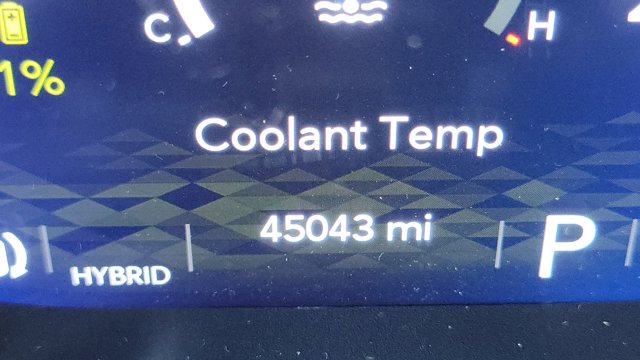 C H
1%
Coolant Temp
45043 mi
HYBRID P